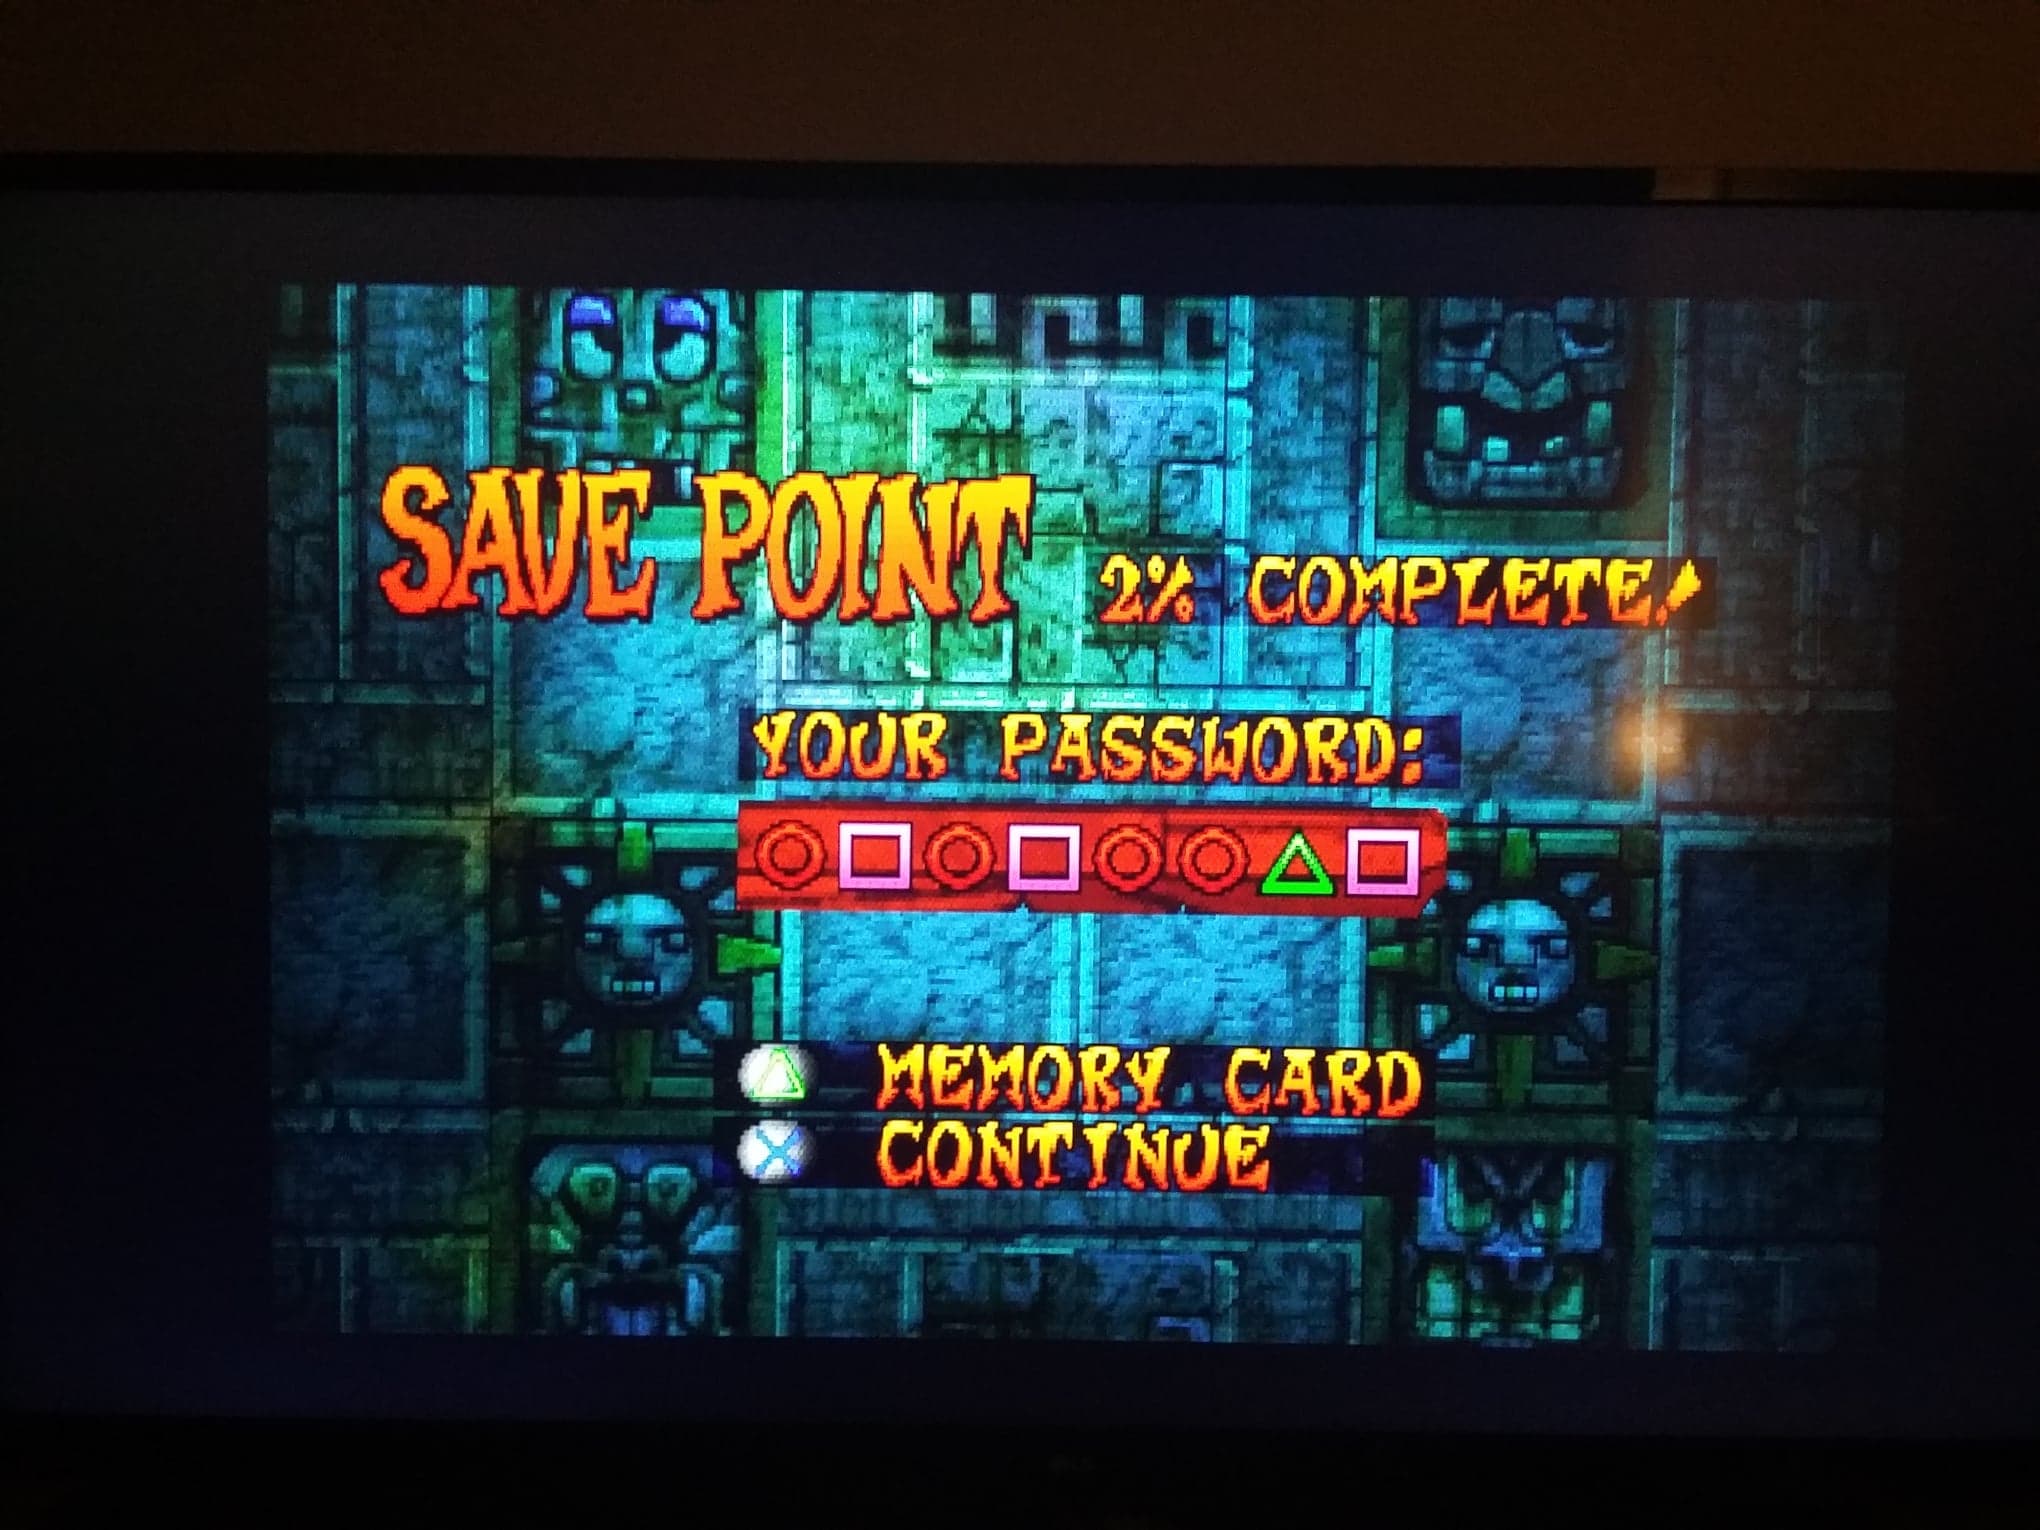 SAVE POINT 2% COMPLETE!
YOUR PASSWORD:
○□○□○○△□
△ MEMORY CARD
✕ CONTINUE